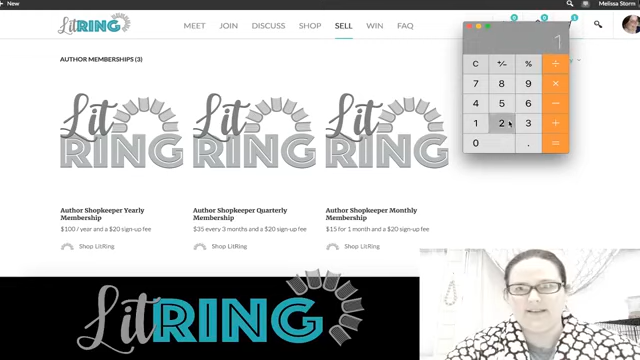 New
Melissa Storm
LitRING
MEET JOIN DISCUSS SHOP SELL WIN FAQ
AUTHOR MEMBERSHIPS (3)
1
C +/− % ÷
7 8 9 ×
4 5 6 −
1 2 3 +
0 . =
Lit RING
Lit RING
Lit RING
Author Shopkeeper Yearly
Membership
$100 / year and a $20 sign-up fee
Shop LitRing
Author Shopkeeper Quarterly
Membership
$35 every 3 months and a $20 sign-up fee
Shop LitRing
Author Shopkeeper Monthly
Membership
$15 for 1 month and a $20 sign-up fee
Shop LitRing
LitRING